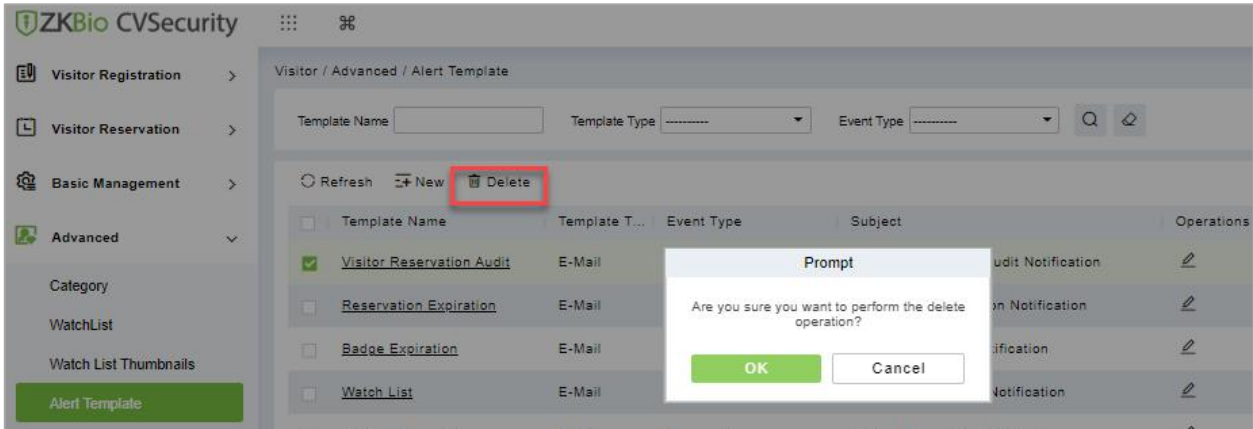 ZKBio CVSecurity
Visitor Registration
Visitor Reservation
Basic Management
Advanced
Category
WatchList
Watch List Thumbnails
Alert Template
Visitor / Advanced / Alert Template
Template Name Template Type ---------- Event Type ----------
Refresh New Delete
Template Name Template T... Event Type Subject Operations
Visitor Reservation Audit E-Mail udit Notification
Reservation Expiration E-Mail Notification
Badge Expiration E-Mail
Watch List E-Mail Notification
Prompt
Are you sure you want to perform the delete
operation?
OK Cancel